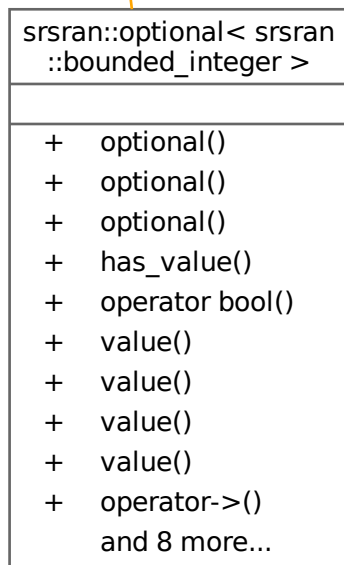 srsran::optional< srsran
::bounded_integer >
+ optional()
+ optional()
+ optional()
+ has_value()
+ operator bool()
+ value()
+ value()
+ value()
+ value()
+ operator->()
and 8 more...